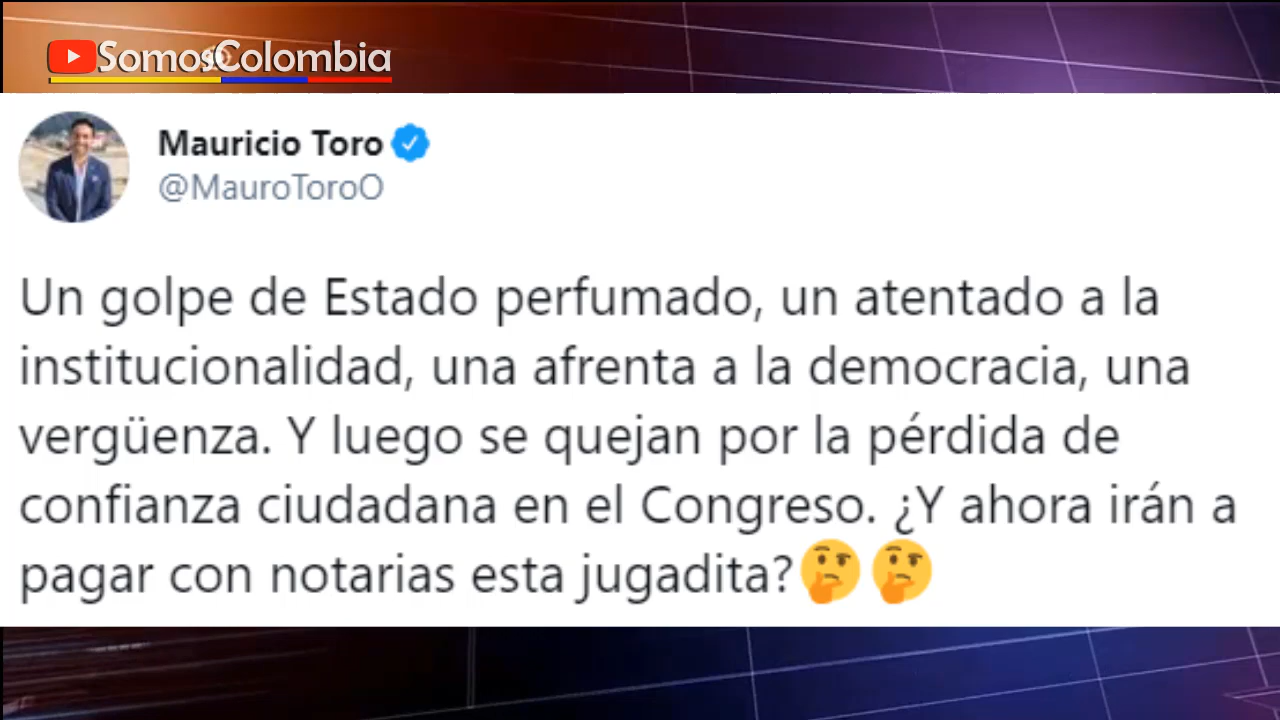 SomosColombia
Mauricio Toro
@MauroToroO
Un golpe de Estado perfumado, un atentado a la
institucionalidad, una afrenta a la democracia, una
vergüenza. Y luego se quejan por la pérdida de
confianza ciudadana en el Congreso. ¿Y ahora irán a
pagar con notarias esta jugadita?🤔🤔